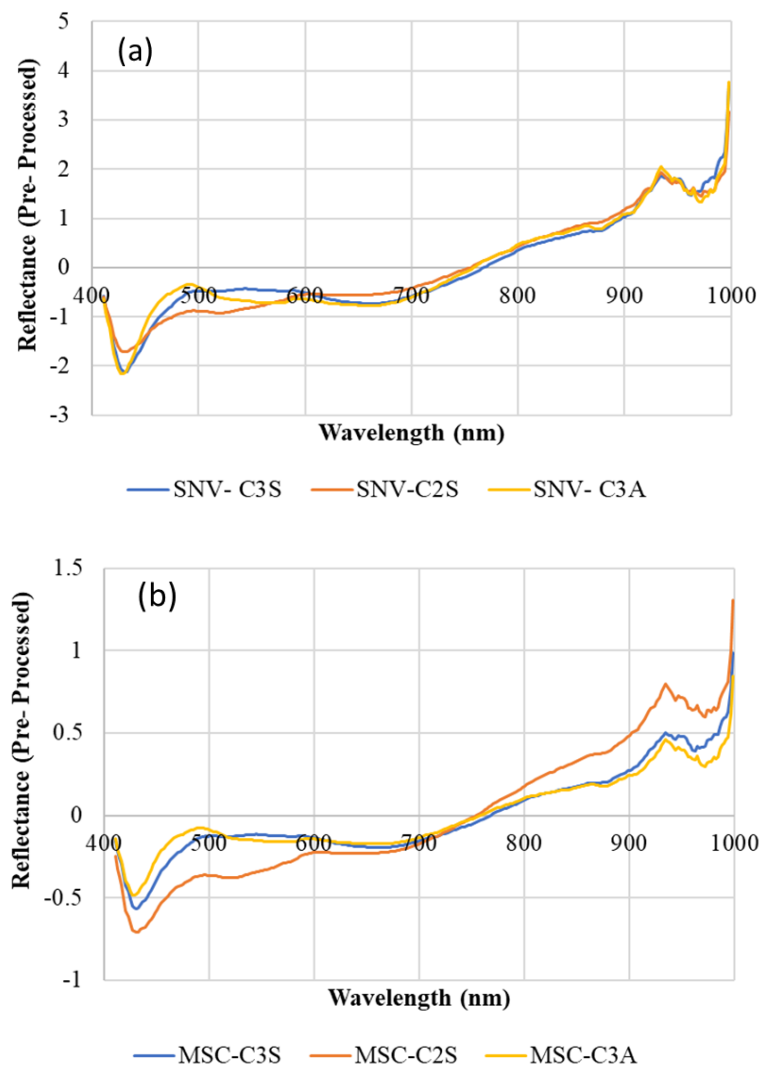 (a)
Reflectance (Pre- Processed)
5
4
3
2
1
0
-1
-2
-3
400 500 600 700 800 900 1000
Wavelength (nm)
SNV- C3S SNV-C2S SNV- C3A
(b)
Reflectance (Pre- Processed)
1.5
1
0.5
0
-0.5
-1
400 500 600 700 800 900 1000
Wavelength (nm)
MSC-C3S MSC-C2S MSC-C3A